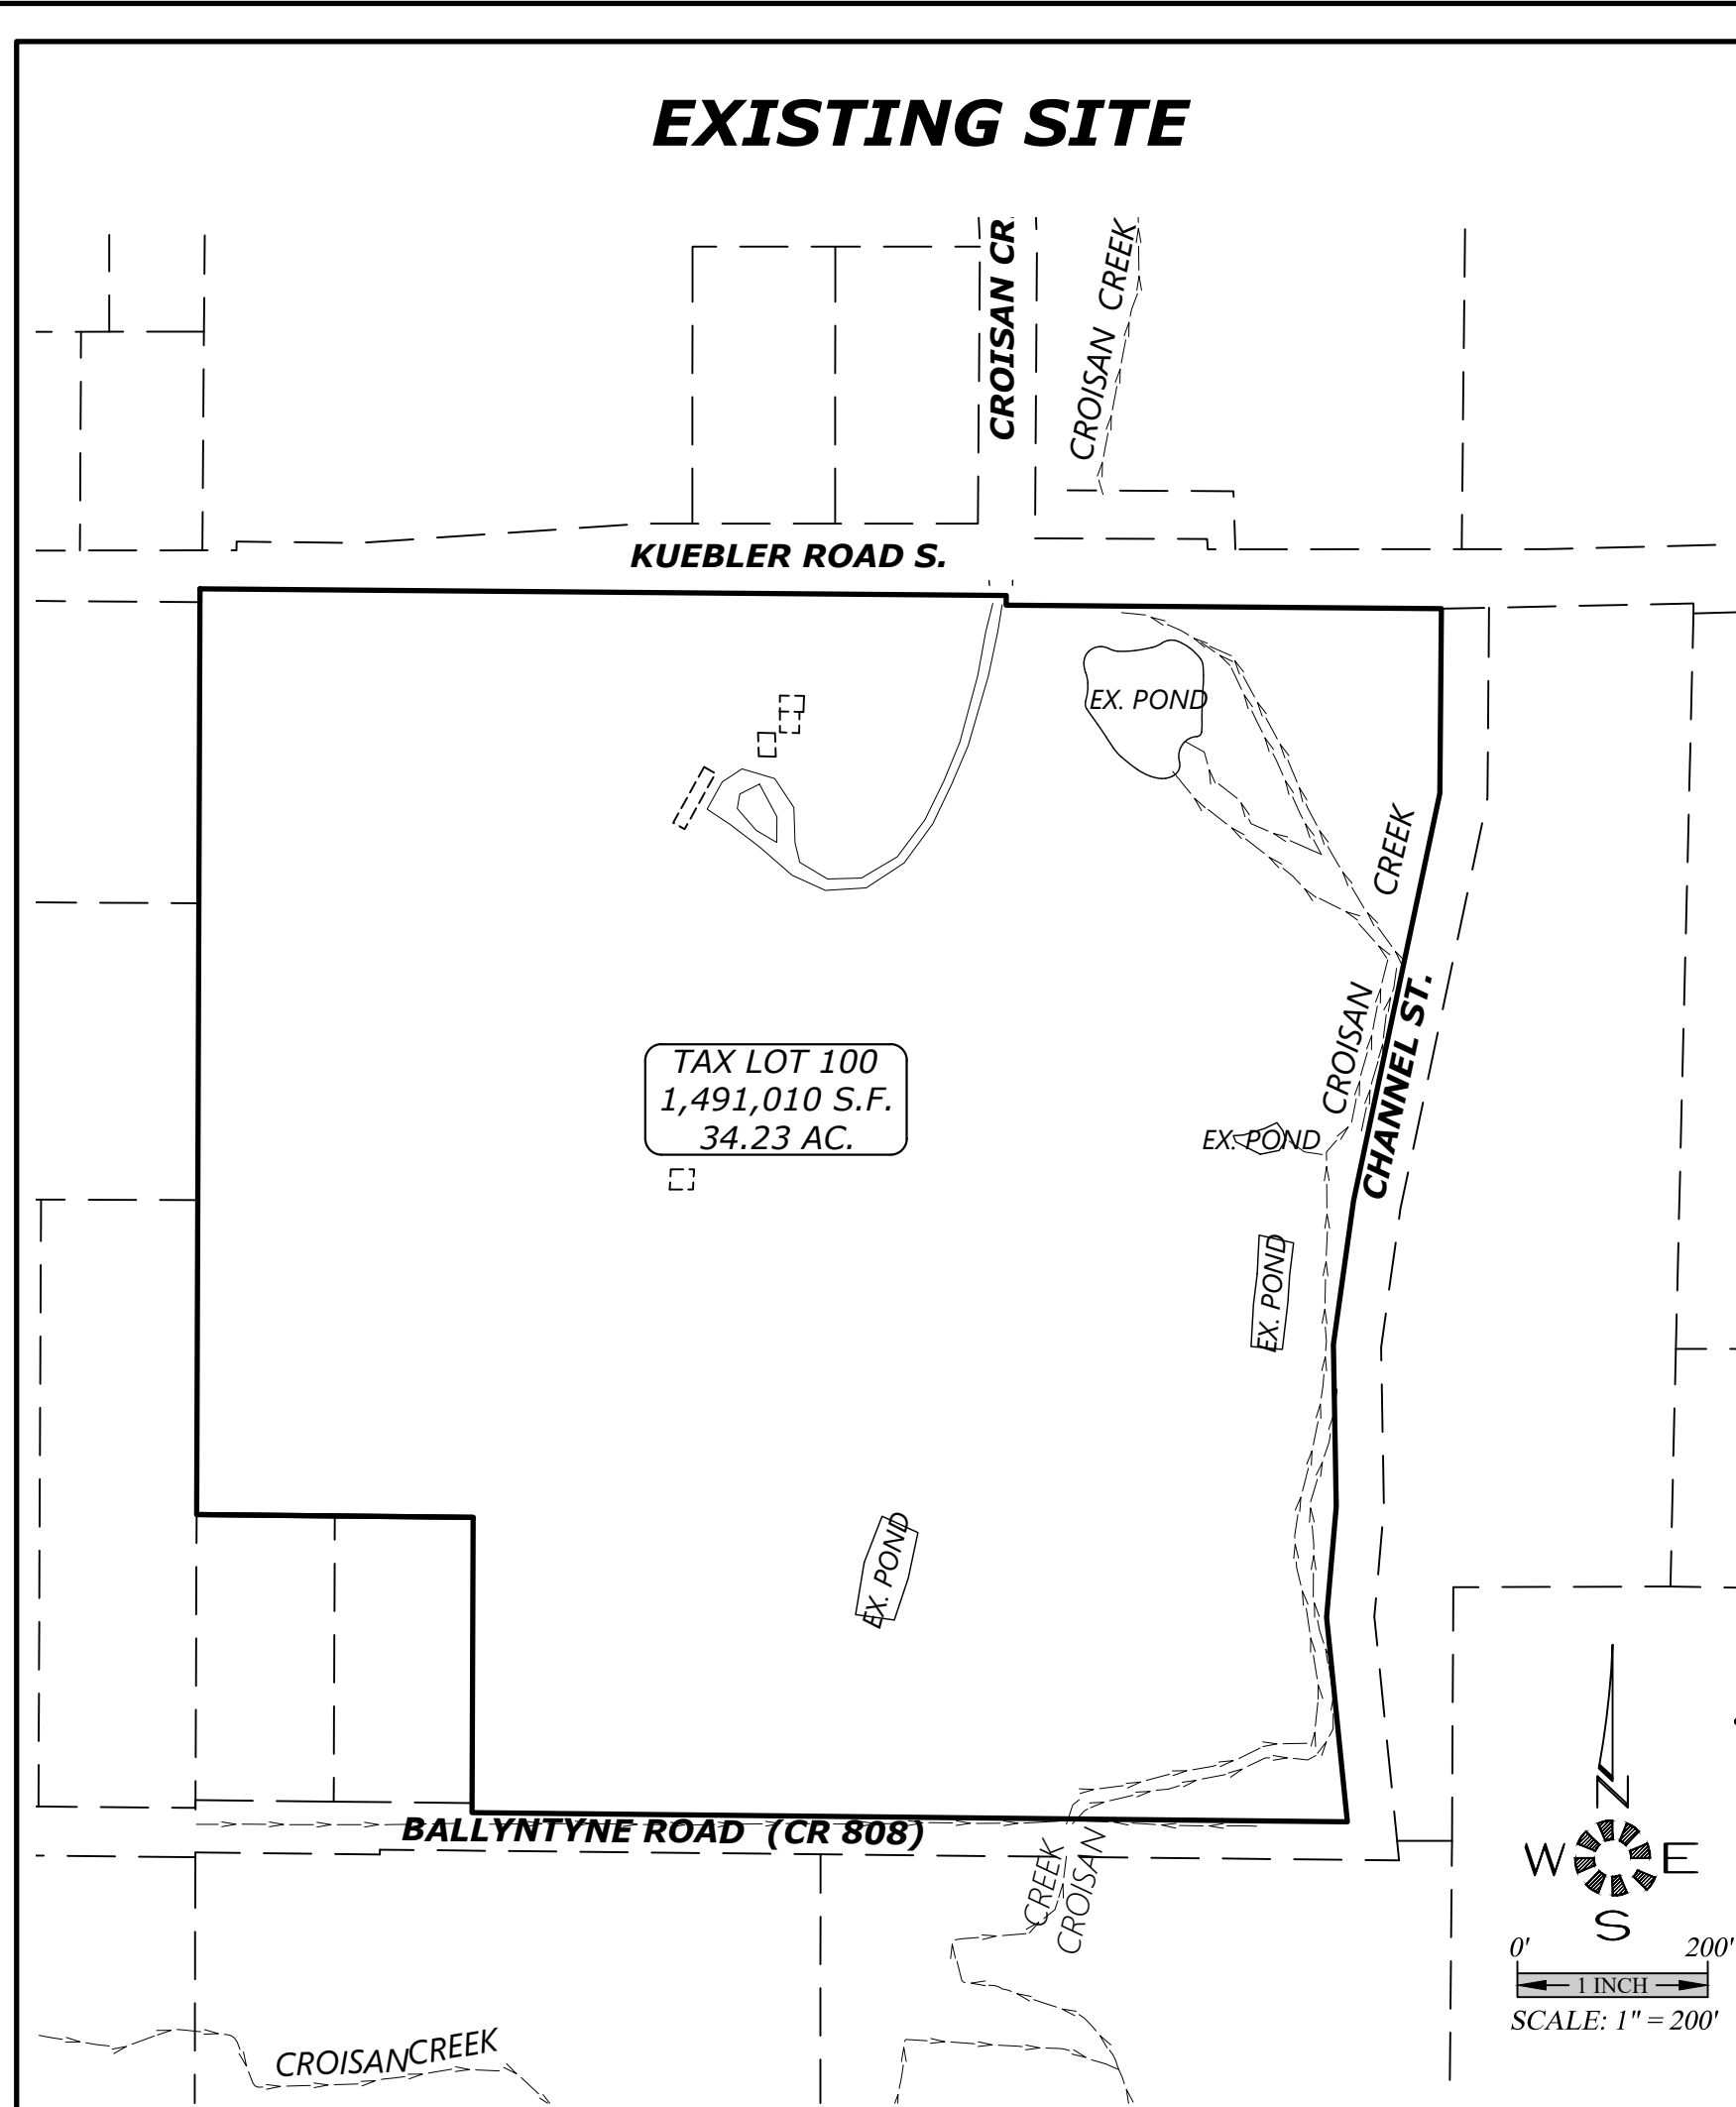 EXISTING SITE
CROISAN CR
CROISAN CREEK
KUEBLER ROAD S.
EX. POND
CREEK
CROISAN
CHANNEL ST.
TAX LOT 100
1,491,010 S.F.
34.23 AC.
EX. POND
EX. POND
EX. POND
BALLYNTYNE ROAD (CR 808)
CREEK
CROISAN
CROISAN CREEK
N
W E
S
0' 200'
1 INCH
SCALE: 1" = 200'